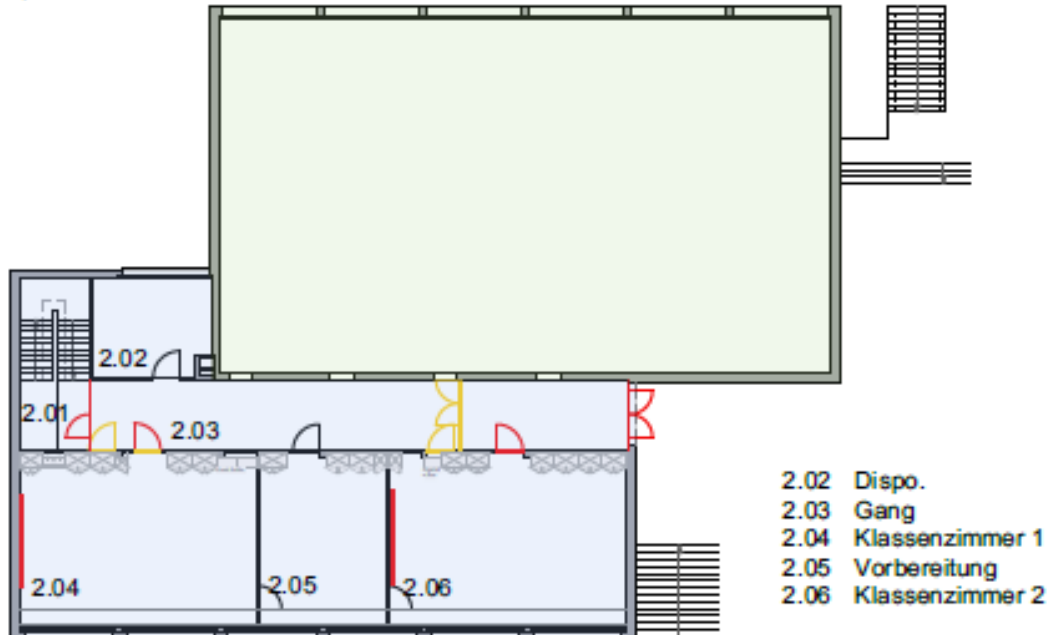 2.02
2.01
2.03
2.04
2.05
2.06
2.02 Dispo.
2.03 Gang
2.04 Klassenzimmer 1
2.05 Vorbereitung
2.06 Klassenzimmer 2